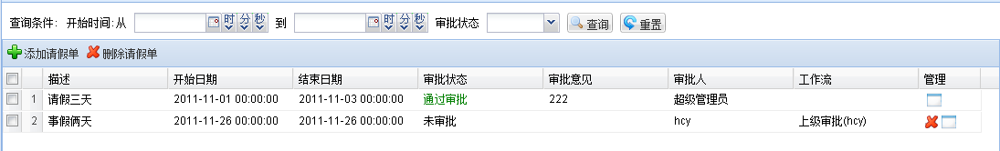 查询条件： 开始时间:从 时 分 秒 到 时 分 秒 审批状态 查询 重置
添加请假单 删除请假单
描述 开始日期 结束日期 审批状态 审批意见 审批人 工作流 管理
1 请假三天 2011-11-01 00:00:00 2011-11-03 00:00:00 通过审批 222 超级管理员
2 事假俩天 2011-11-26 00:00:00 2011-11-26 00:00:00 未审批 hcy 上级审批(hcy)